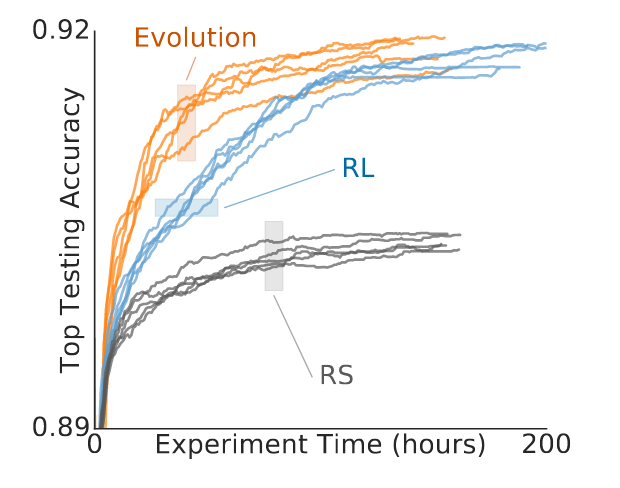 0.92
Evolution
Top Testing Accuracy
RL
RS
0.89
0
Experiment Time (hours)
200